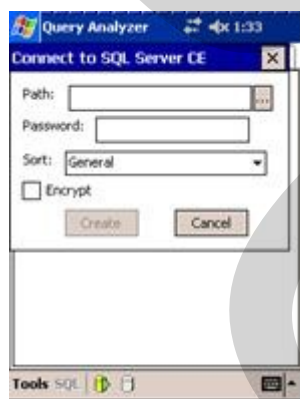 Query Analyzer 1:33
Connect to SQL Server CE
Path:
...
Password:
Sort: General
Encrypt
Create Cancel
Tools SQL